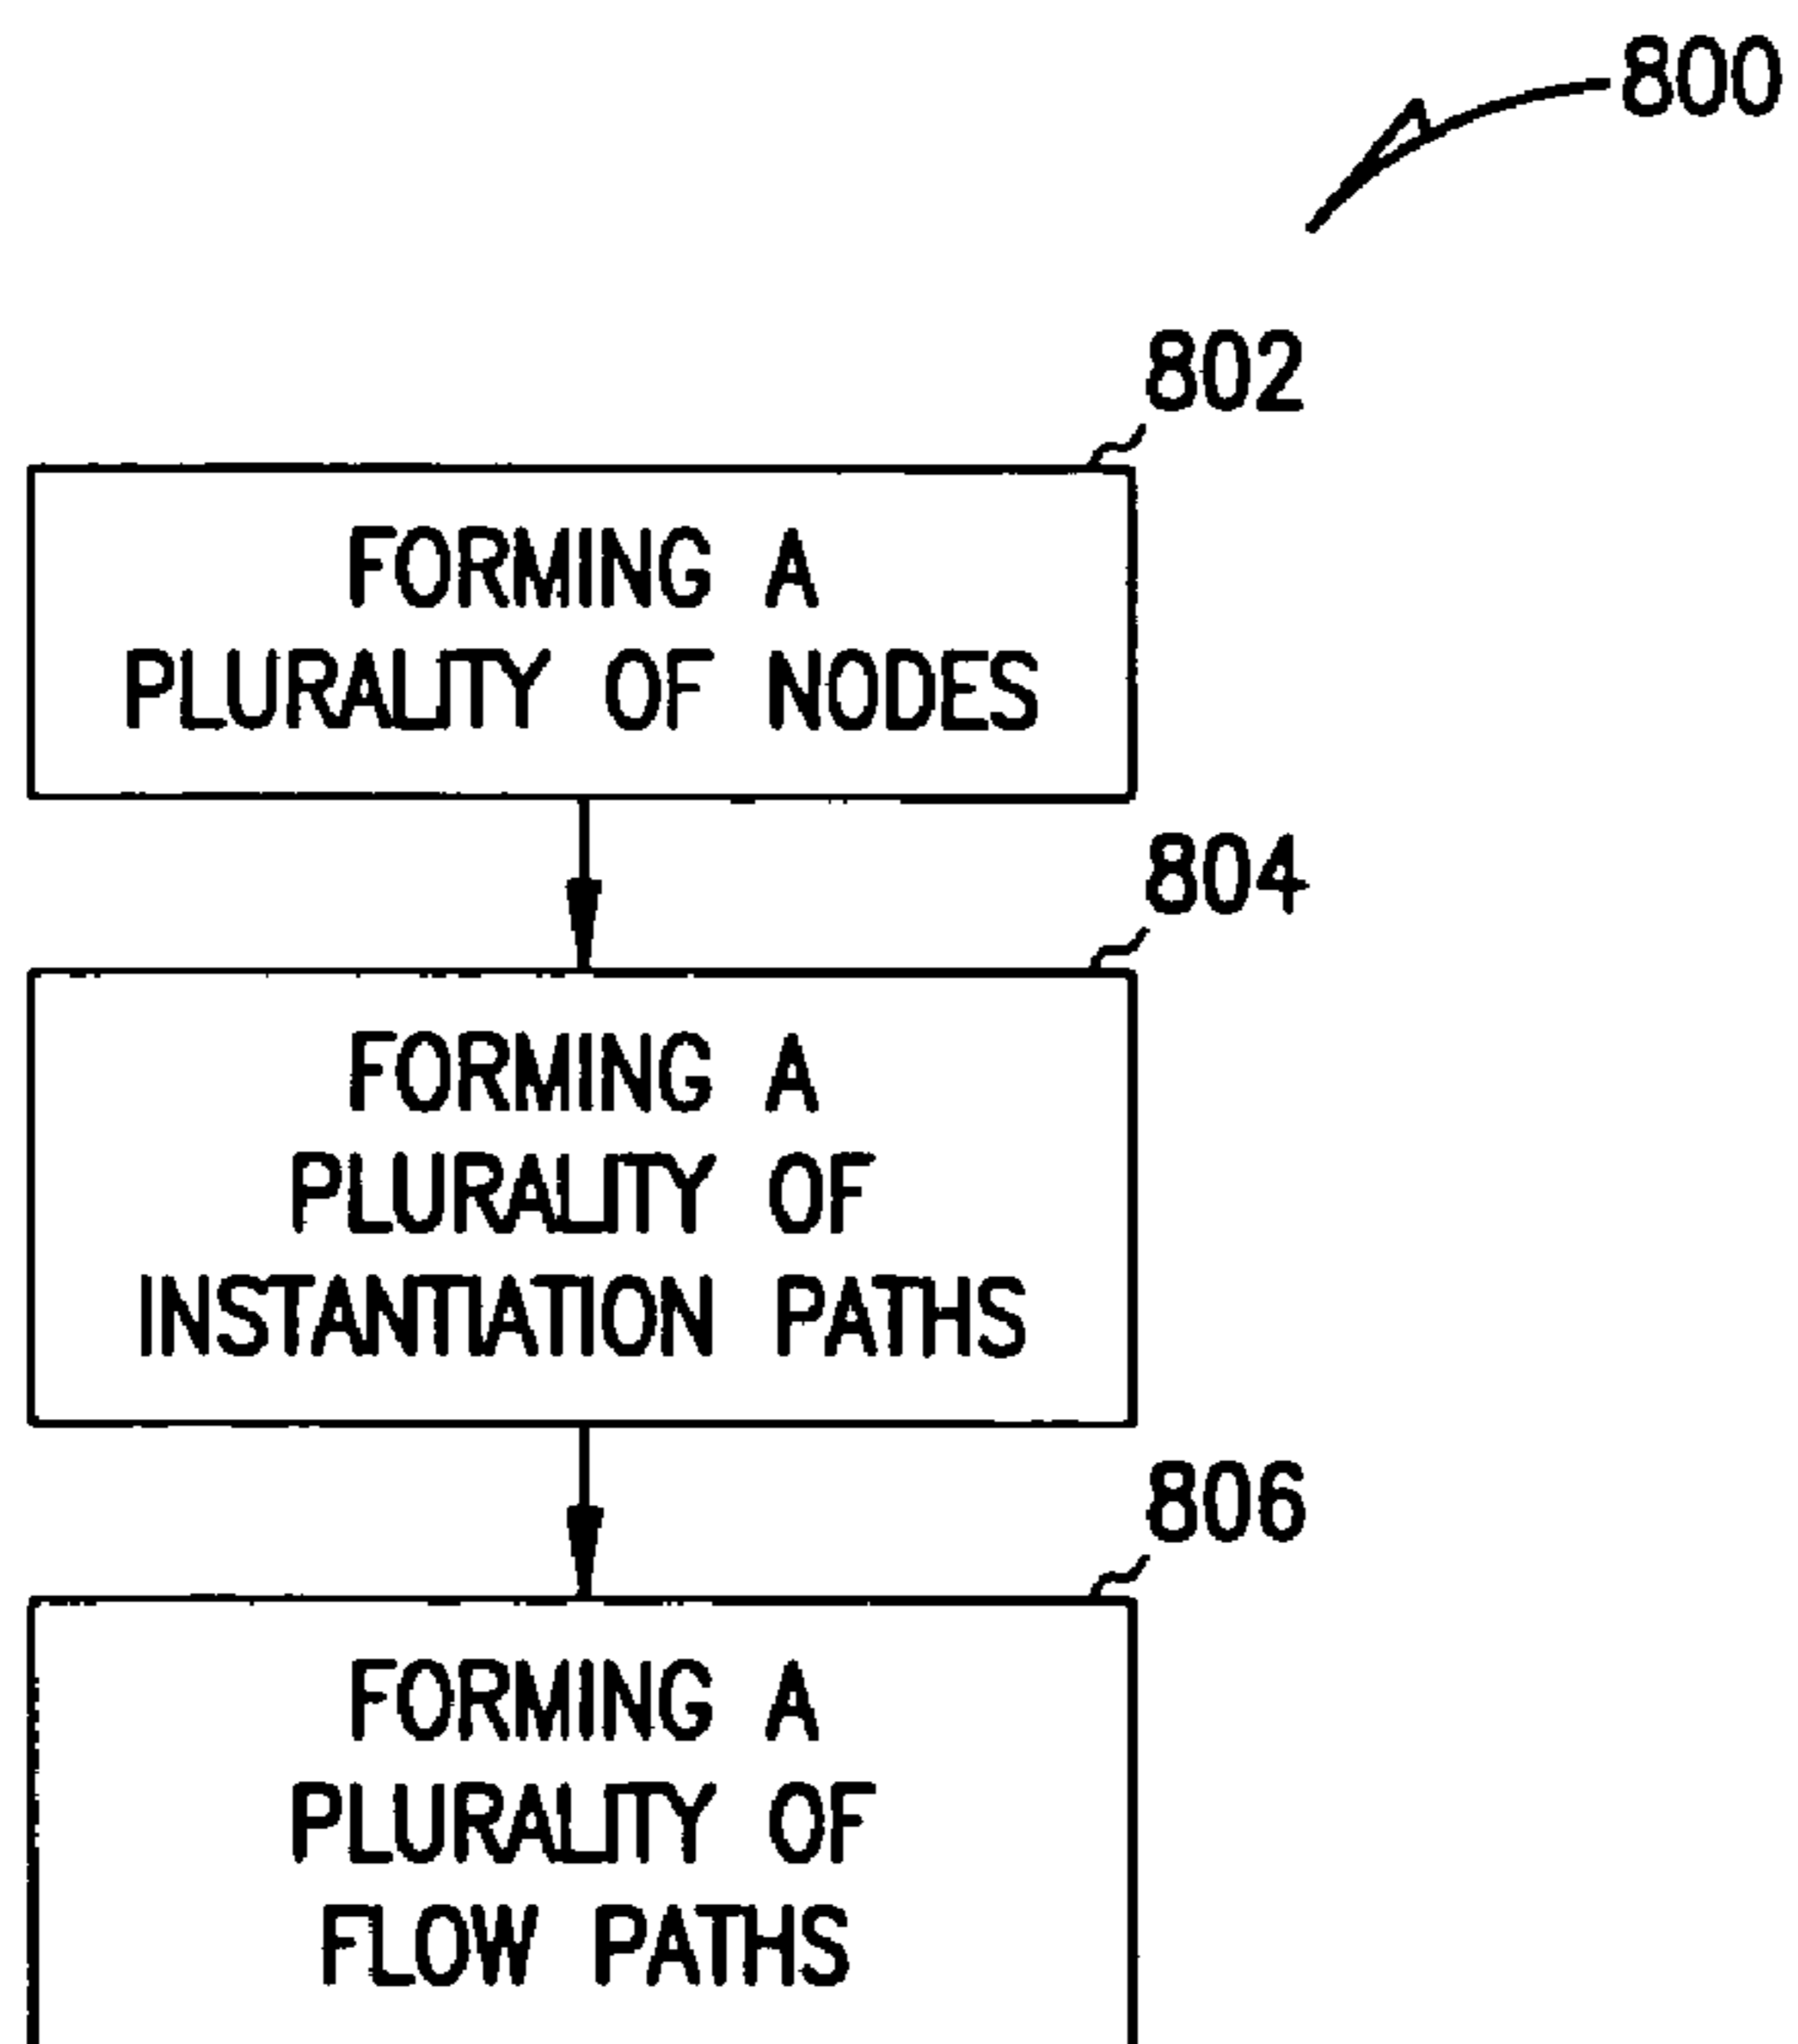 800
802
FORMING A
PLURALITY OF NODES
804
FORMING A
PLURALITY OF
INSTANTIATION PATHS
806
FORMING A
PLURALITY OF
FLOW PATHS